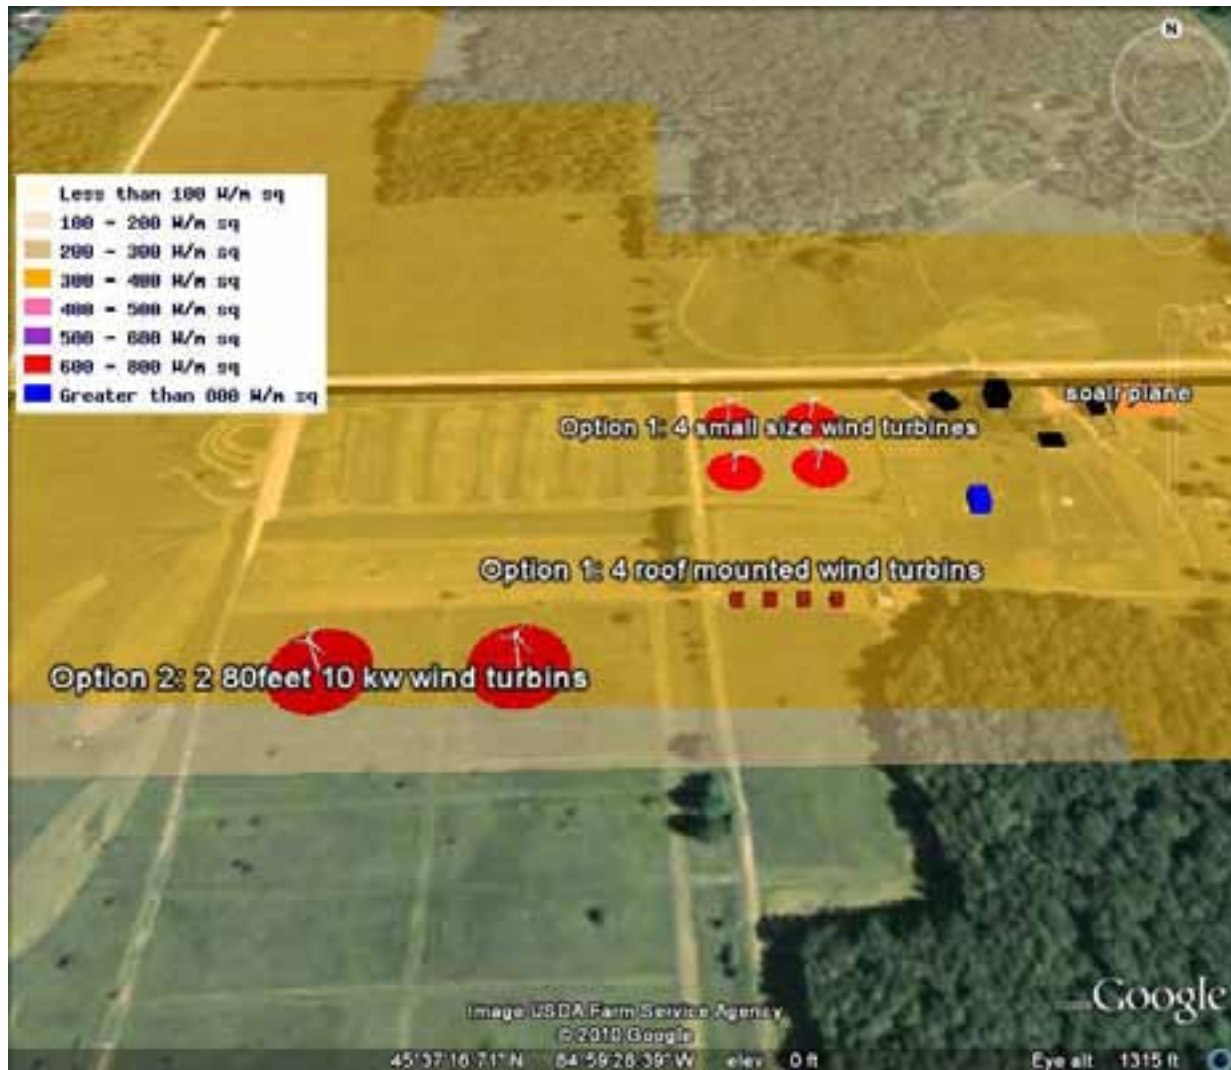 N
Less than 100 W/m sq
100 - 200 W/m sq
200 - 300 W/m sq
300 - 400 W/m sq
400 - 500 W/m sq
500 - 600 W/m sq
600 - 800 W/m sq
Greater than 800 W/m sq
soalr plane
Option 1: 4 small size wind turbines
Option 1: 4 roof mounted wind turbins
Option 2: 2 80feet 10 kw wind turbins
Google
Image USDA Farm Service Agency
© 2010 Google
45°37'16.71" N 84°59'28.39" W elev 0 ft Eye alt 1315 ft